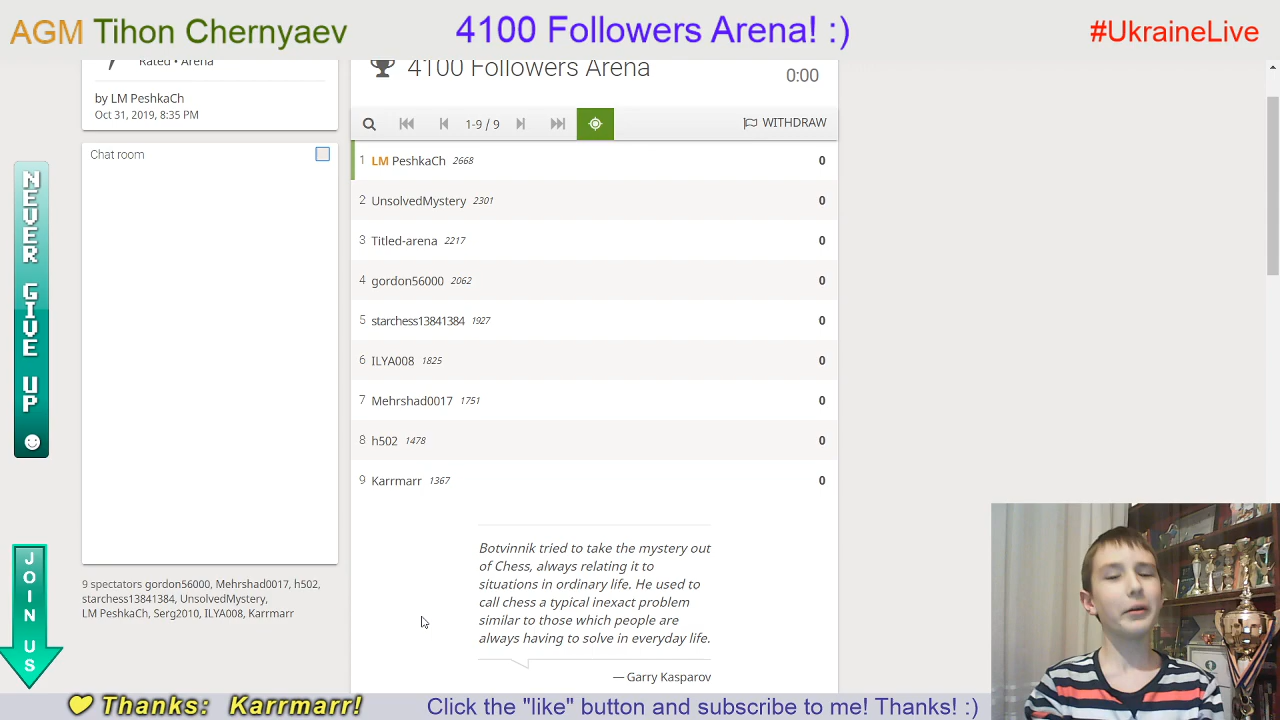 AGM Tihon Chernyaev
4100 Followers Arena! :)
#UkraineLive
Rated • Arena
by LM PeshkaCh
Oct 31, 2019, 8:35 PM
4100 Followers Arena
0:00
1-9 / 9
WITHDRAW
Chat room
1 LM PeshkaCh 2668 0
2 UnsolvedMystery 2301 0
3 Titled-arena 2217 0
4 gordon56000 2062 0
5 starchess13841384 1927 0
6 ILYA008 1825 0
7 Mehrshad0017 1751 0
8 h502 1478 0
9 Karrmarr 1367 0
NEVER GIVE UP
JOIN US
9 spectators gordon56000, Mehrshad0017, h502,
starchess13841384, UnsolvedMystery,
LM PeshkaCh, Serg2010, ILYA008, Karrmarr
Botvinnik tried to take the mystery out
of Chess, always relating it to
situations in ordinary life. He used to
call chess a typical inexact problem
similar to those which people are
always having to solve in everyday life.
— Garry Kasparov
Thanks: Karrmarr!
Click the "like" button and subscribe to me! Thanks! :)